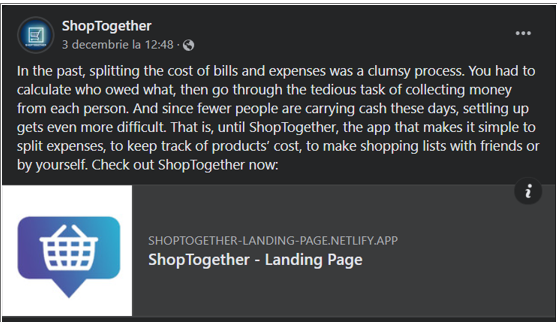 ShopTogether
3 decembrie la 12:48 ·
In the past, splitting the cost of bills and expenses was a clumsy process. You had to
calculate who owed what, then go through the tedious task of collecting money
from each person. And since fewer people are carrying cash these days, settling up
gets even more difficult. That is, until ShopTogether, the app that makes it simple to
split expenses, to keep track of products’ cost, to make shopping lists with friends or
by yourself. Check out ShopTogether now:
SHOPTOGETHER-LANDING-PAGE.NETLIFY.APP
ShopTogether - Landing Page